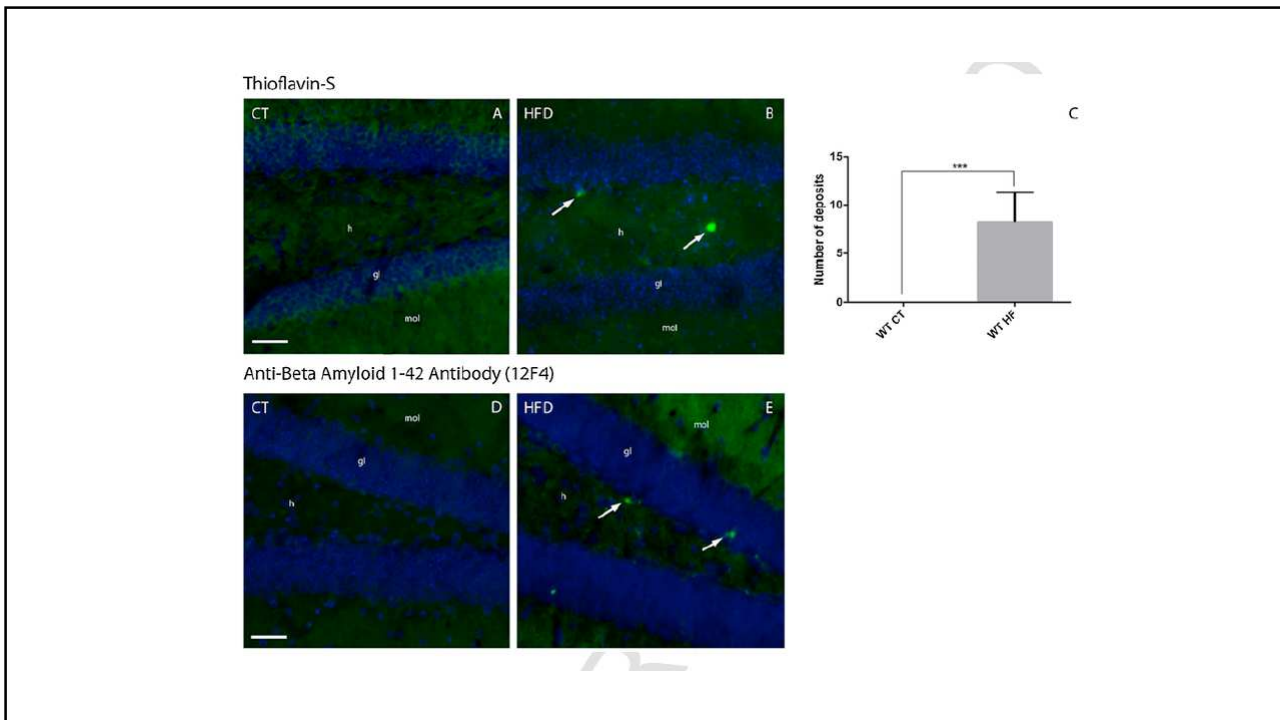 Thioflavin-S
CT A
h
gl
mol
HFD B
h
gl
mol
C
15
10
5
0
Number of deposits
***
WT CT
WT HF
Anti-Beta Amyloid 1-42 Antibody (12F4)
CT D
mol
gl
h
HFD E
mol
gl
h